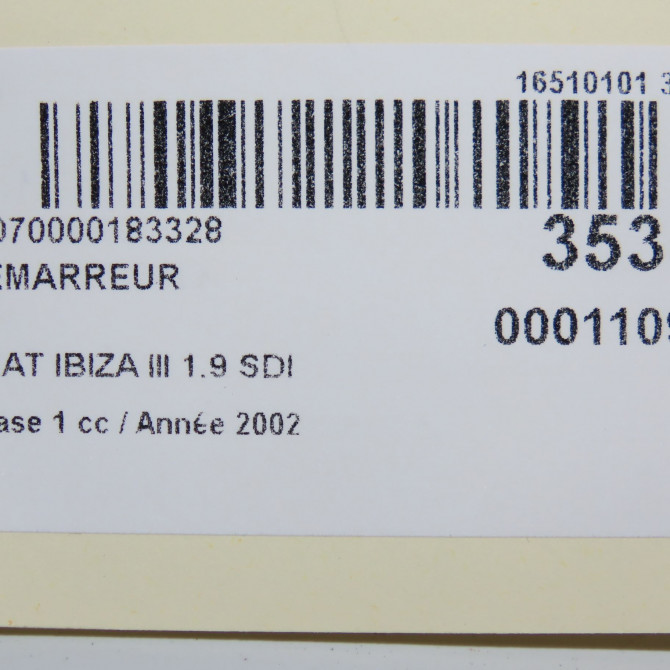 16510101 3
070000183328
353
EMARREUR
0001109
AT IBIZA III 1.9 SDI
ase 1 cc / Année 2002